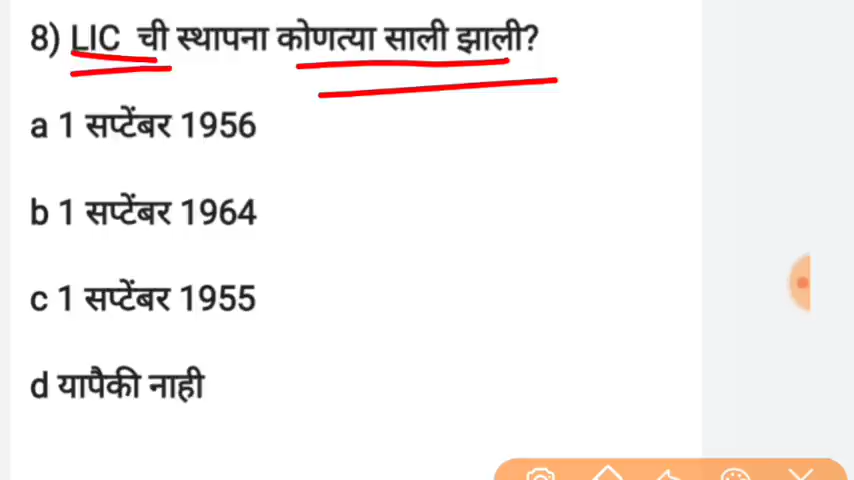 8) LIC ची स्थापना कोणत्या साली झाली?
a 1 सप्टेंबर 1956
b 1 सप्टेंबर 1964
c 1 सप्टेंबर 1955
d यापैकी नाही